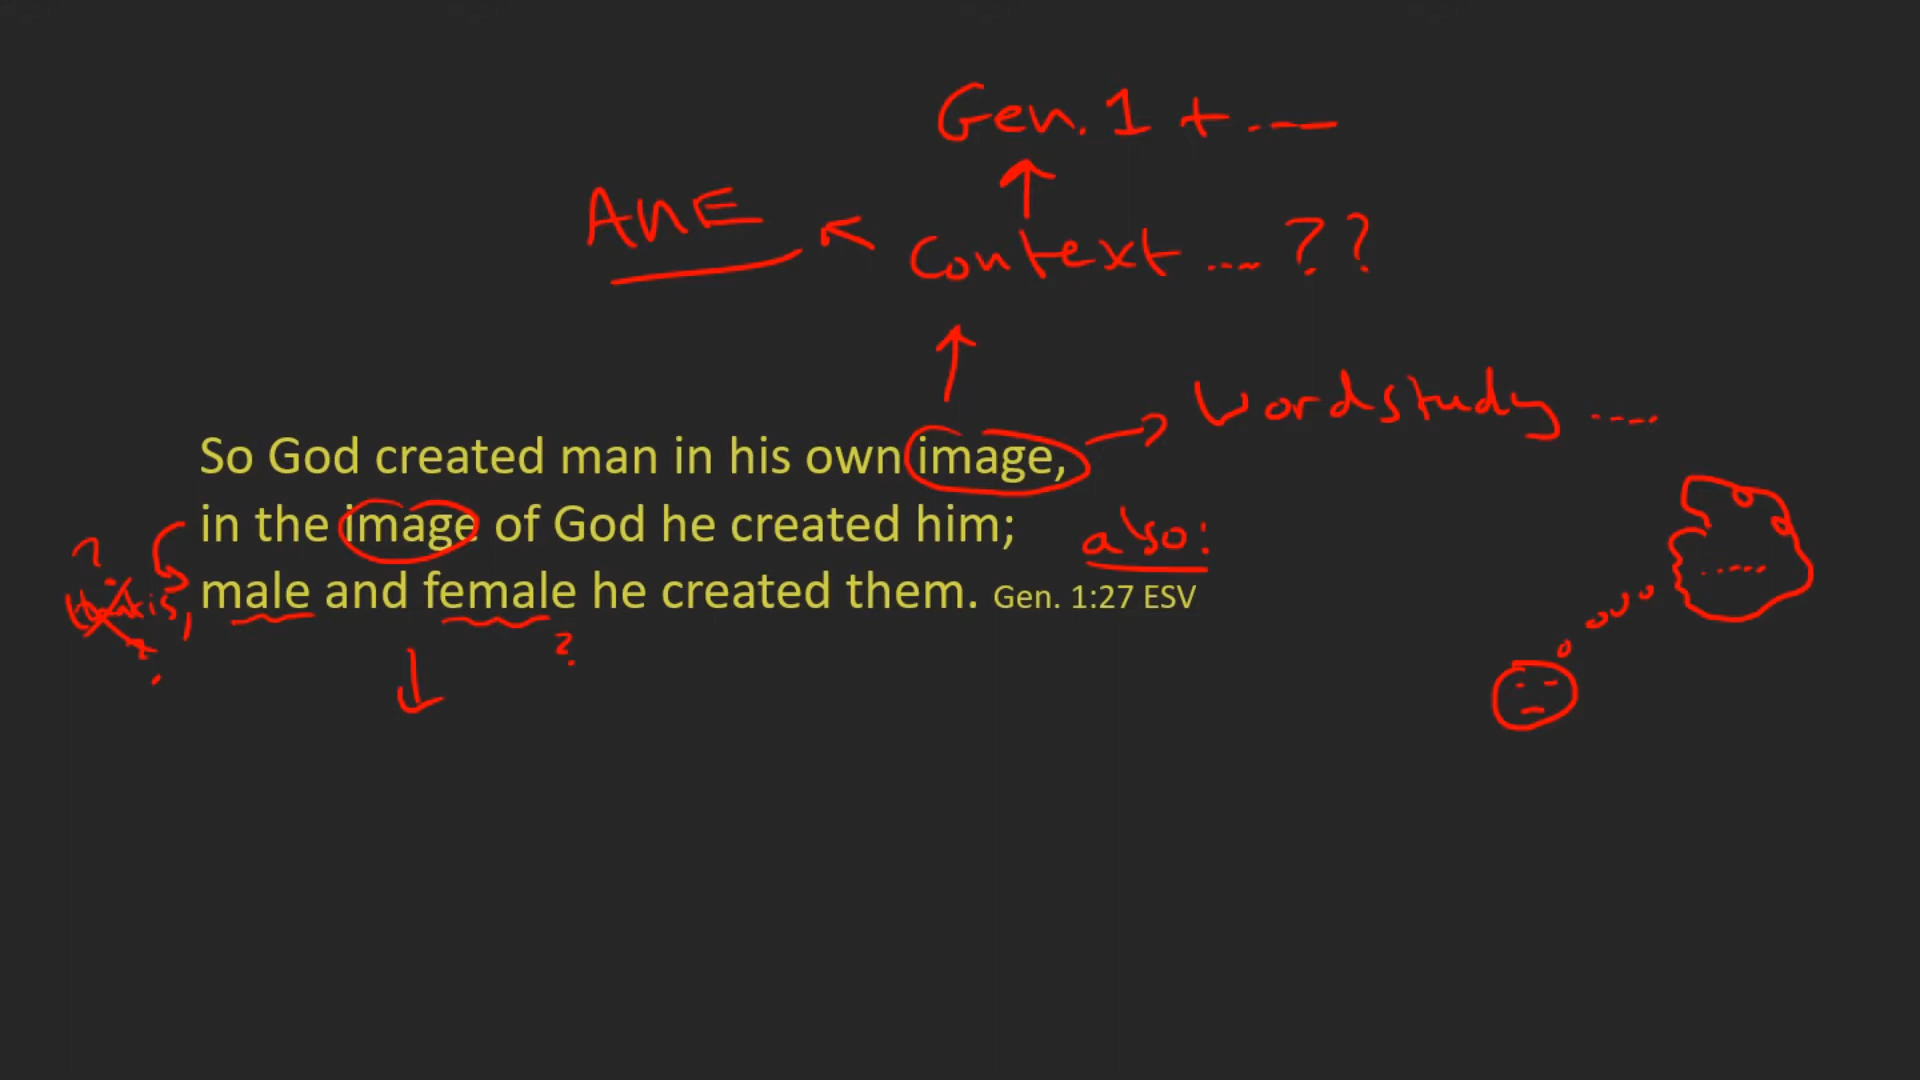 Gen. 1 + .—
ANE
Context .... ??
Wordstudy ....
So God created man in his own image,
in the image of God he created him;
also:
?
male and female he created them. Gen. 1:27 ESV
?
.....